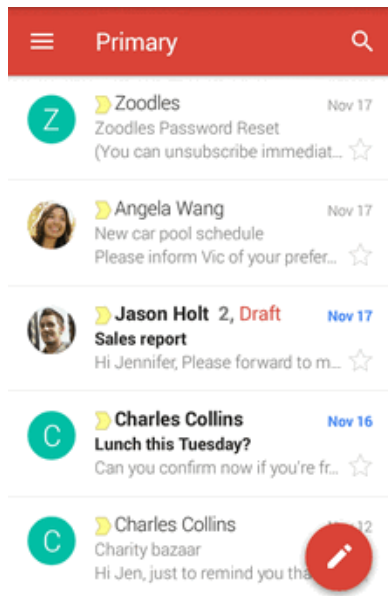 Primary
Z
Zoodles
Nov 17
Zoodles Password Reset
(You can unsubscribe immediat...
Angela Wang
Nov 17
New car pool schedule
Please inform Vic of your prefer...
Jason Holt 2, Draft
Nov 17
Sales report
Hi Jennifer, Please forward to m...
C
Charles Collins
Nov 16
Lunch this Tuesday?
Can you confirm now if you're fr...
C
Charles Collins
12
Charity bazaar
Hi Jen, just to remind you